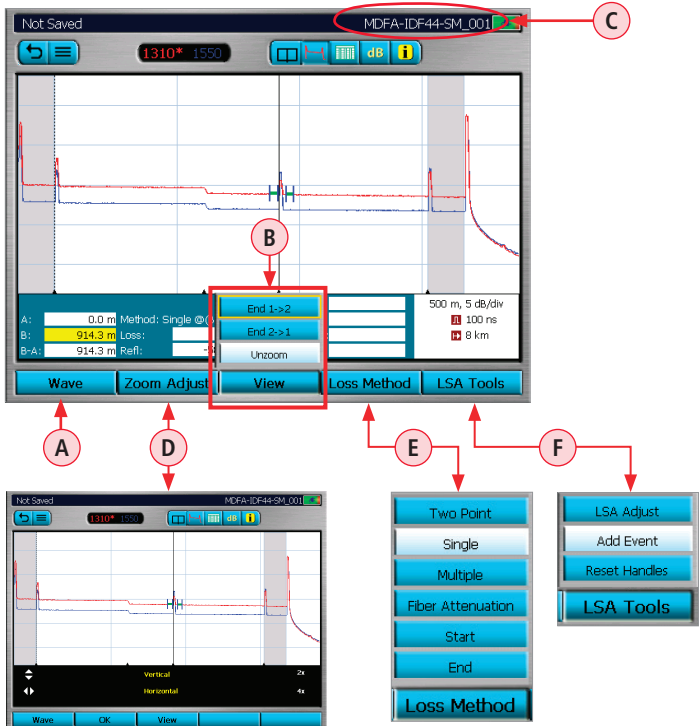 Not Saved MDFA-IDF44-SM_001
C
1310* 1550 dB i
B
End 1->2
End 2->1
Unzoom
500 m, 5 dB/div
100 ns
8 km
A: 0.0 m Method: Single @(
B: 914.3 m Loss:
B-A: 914.3 m Refl:
Wave Zoom Adjust View Loss Method LSA Tools
A D E F
Not Saved MDFA-IDF44-SM_001
1310* 1550 dB i
Vertical 2x
Horizontal 4x
Wave OK View
Two Point
Single
Multiple
Fiber Attenuation
Start
End
Loss Method
LSA Adjust
Add Event
Reset Handles
LSA Tools